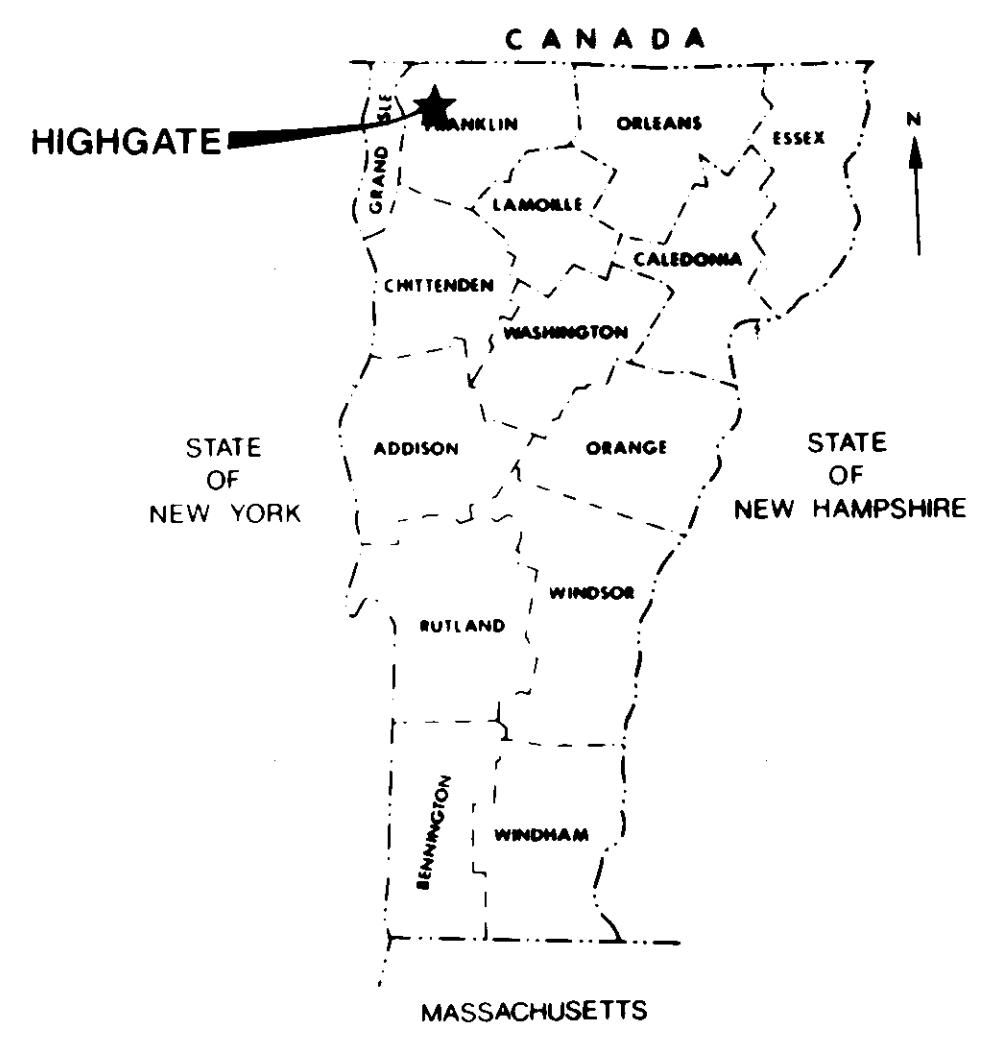 CANADA
HIGHGATE
GRAND ISLE
FRANKLIN
ORLEANS
ESSEX
N
LAMOILLE
CALEDONIA
CHITTENDEN
WASHINGTON
ADDISON
ORANGE
STATE
OF
NEW YORK
STATE
OF
NEW HAMPSHIRE
WINDSOR
RUTLAND
BENNINGTON
WINDHAM
MASSACHUSETTS